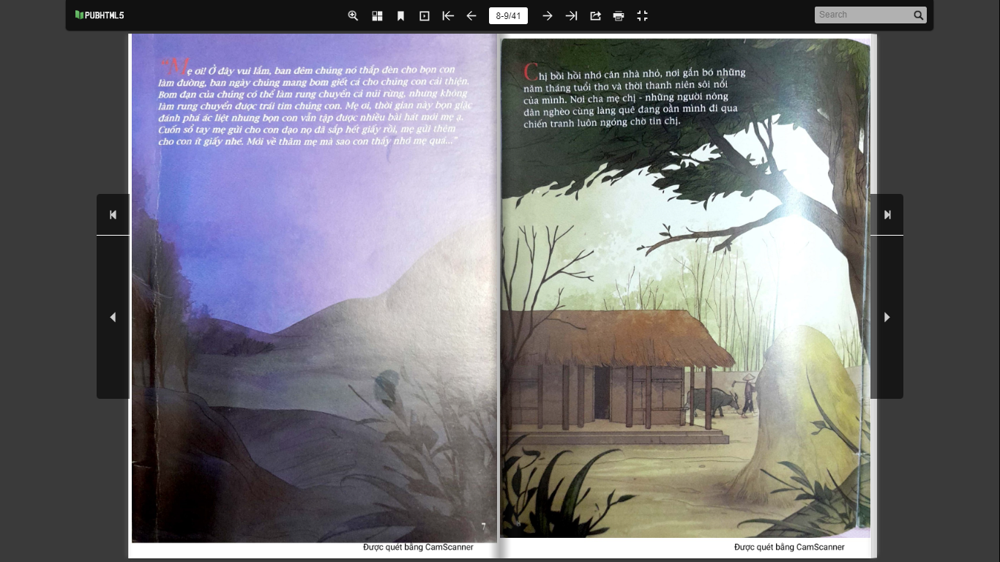 PUBHTML5
8-9/41
Search
"Mẹ ơi! Ở đây vui lắm, ban đêm chúng nó thắp đèn cho bọn con
làm đường, ban ngày chúng mang bom giết cá cho chúng con cải thiện.
Bom đạn của chúng có thể làm rung chuyển cả núi rừng, nhưng không
làm rung chuyển được trái tim chúng con. Mẹ ơi, thời gian này bọn giặc
đánh phá ác liệt nhưng bọn con vẫn tập được nhiều bài hát mới mẹ ạ.
Cuốn sổ tay mẹ gửi cho con dạo nọ đã sắp hết giấy rồi, mẹ gửi thêm
cho con ít giấy nhé. Mới về thăm mẹ mà sao con thấy nhớ mẹ quá..."
7
Được quét bằng CamScanner
Chị bồi hồi nhớ căn nhà nhỏ, nơi gắn bó những
năm tháng tuổi thơ và thời thanh niên sôi nổi
của mình. Nơi cha mẹ chị - những người nông
dân nghèo cùng làng quê đang oằn mình đi qua
chiến tranh luôn ngóng chờ tin chị.
8
Được quét bằng CamScanner